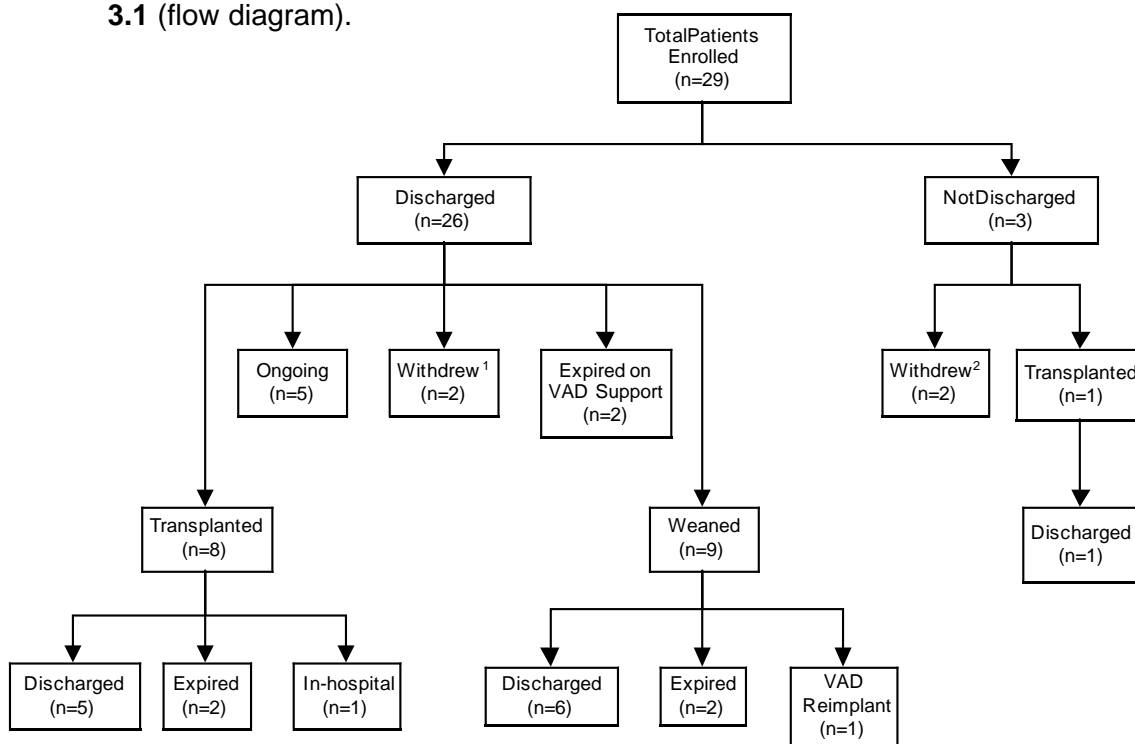 3.1 (flow diagram).
TotalPatients
Enrolled
(n=29)
Discharged
(n=26)
NotDischarged
(n=3)
Ongoing
(n=5)
Withdrew 1
(n=2)
Expired on
VAD Support
(n=2)
Withdrew2
(n=2)
Transplanted
(n=1)
Transplanted
(n=8)
Weaned
(n=9)
Discharged
(n=1)
Discharged
(n=5)
Expired
(n=2)
In-hospital
(n=1)
Discharged
(n=6)
Expired
(n=2)
VAD
Reimplant
(n=1)